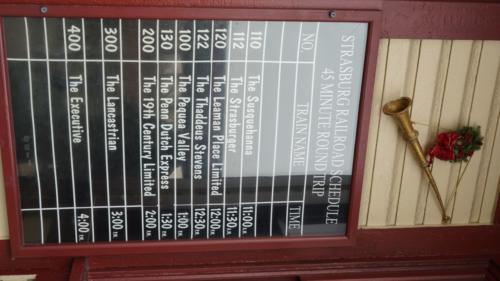 STRASBURG RAILROAD SCHEDULE
45 MINUTE ROUND TRIP
NO. TRAIN NAME TIME
110 The Susquehanna 11:00
112 The Strasburger 11:30
120 The Leaman Place Limited 12:00
122 The Thaddeus Stevens 12:30
100 The Pequea Valley 1:00
130 The Penn Dutch Express 1:30
200 The 19th Century Limited 2:00
300 The Lancastrian 3:00
400 The Executive 4:00